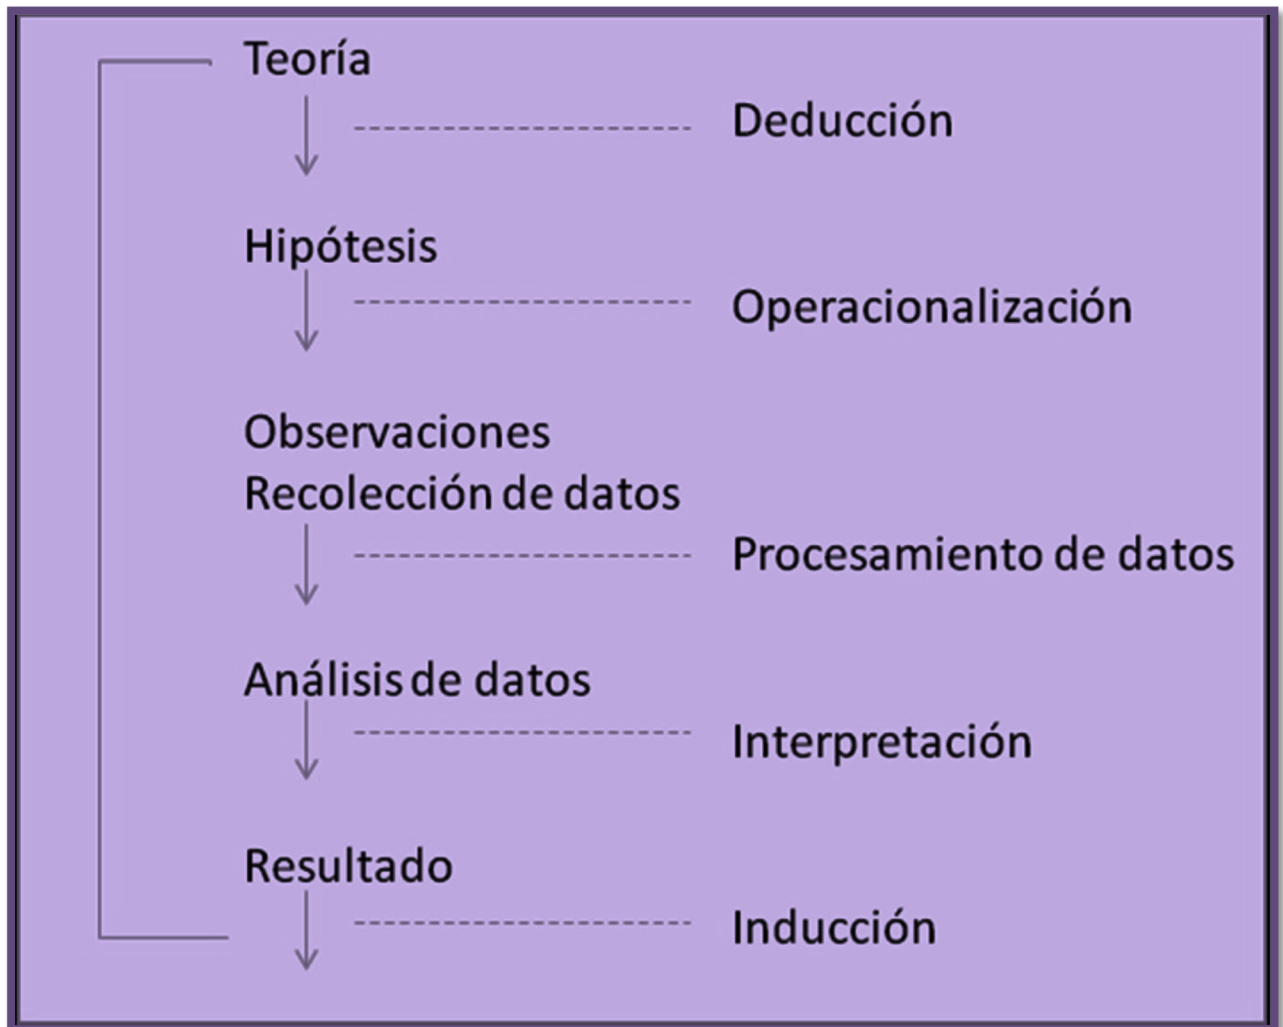 Teoría
Deducción
Hipótesis
Operacionalización
Observaciones
Recolección de datos
Procesamiento de datos
Análisis de datos
Interpretación
Resultado
Inducción